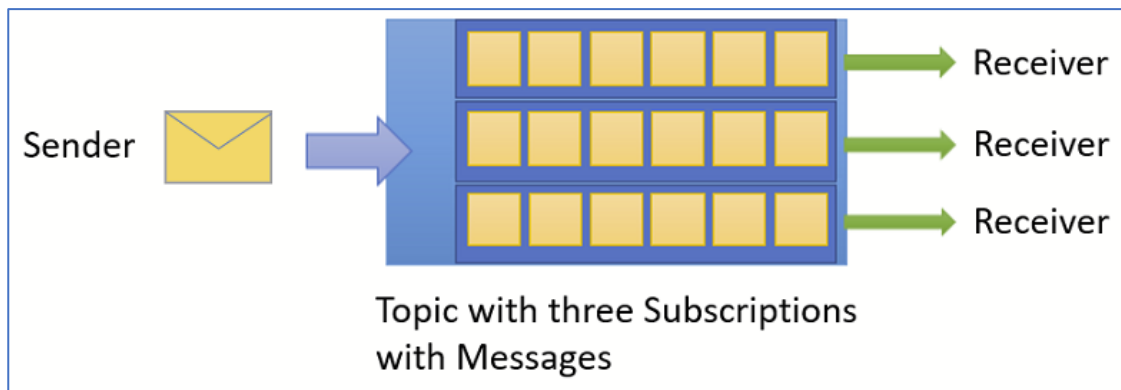 Sender
Receiver
Receiver
Receiver
Topic with three Subscriptions
with Messages